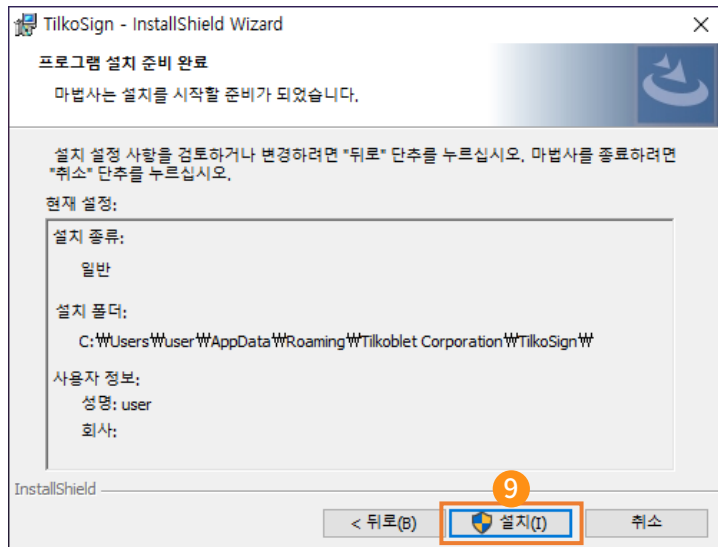 TilkoSign - InstallShield Wizard
프로그램 설치 준비 완료
마법사는 설치를 시작할 준비가 되었습니다.
설치 설정 사항을 검토하거나 변경하려면 "뒤로" 단추를 누르십시오. 마법사를 종료하려면
"취소" 단추를 누르십시오.
현재 설정:
설치 종류:
일반
설치 폴더:
C:₩Users₩user₩AppData₩Roaming₩Tilkoblet Corporation₩TilkoSign₩
사용자 정보:
성명: user
회사:
InstallShield
9
< 뒤로(B)
설치(I)
취소